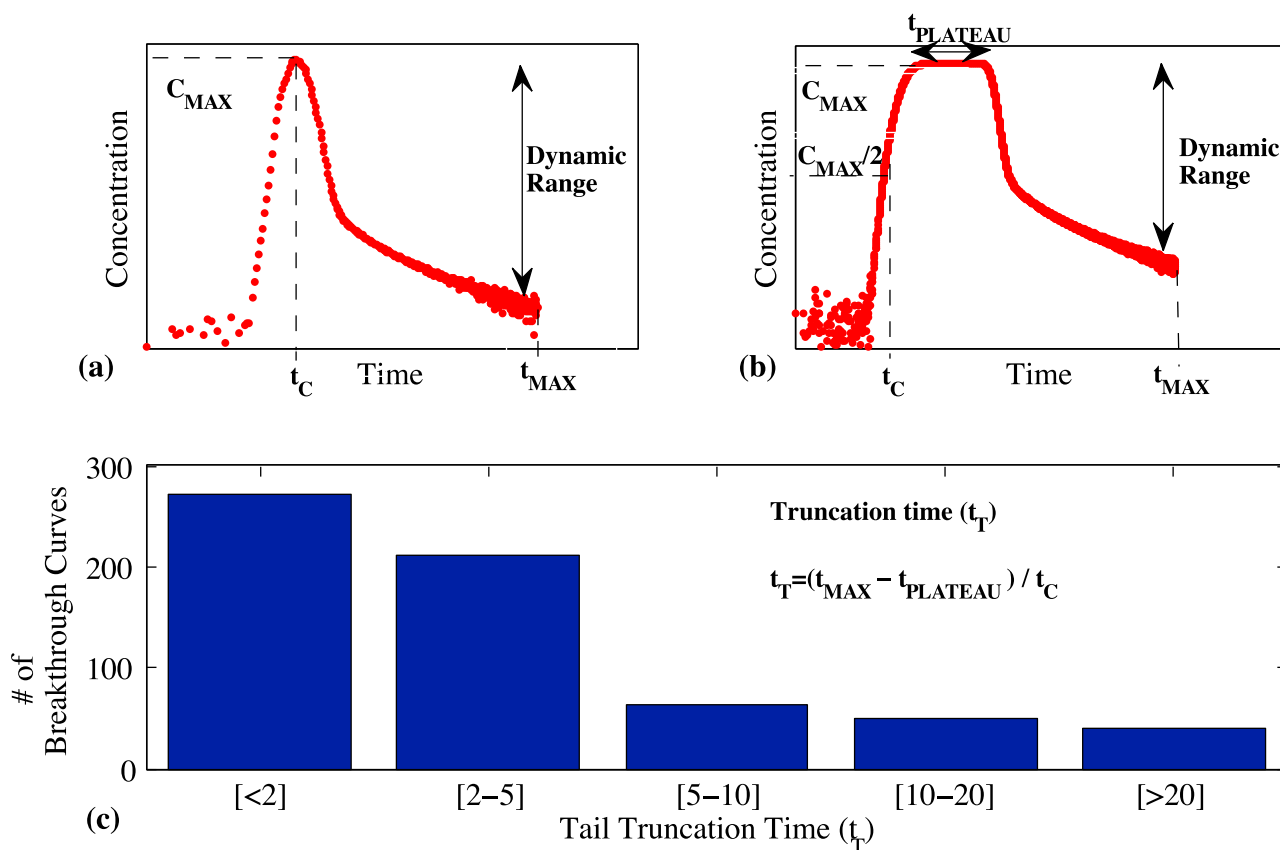 C_MAX
Dynamic
Range
Concentration
(a)
t_C
Time
t_MAX
t_PLATEAU
C_MAX
C_MAX/2
Dynamic
Range
Concentration
(b)
t_C
Time
t_MAX
300
200
100
0
# of
Breakthrough Curves
Truncation time (t_T)
t_T=(t_MAX − t_PLATEAU) / t_C
[<2]
[2−5]
[5−10]
[10−20]
[>20]
(c)
Tail Truncation Time (t_T)